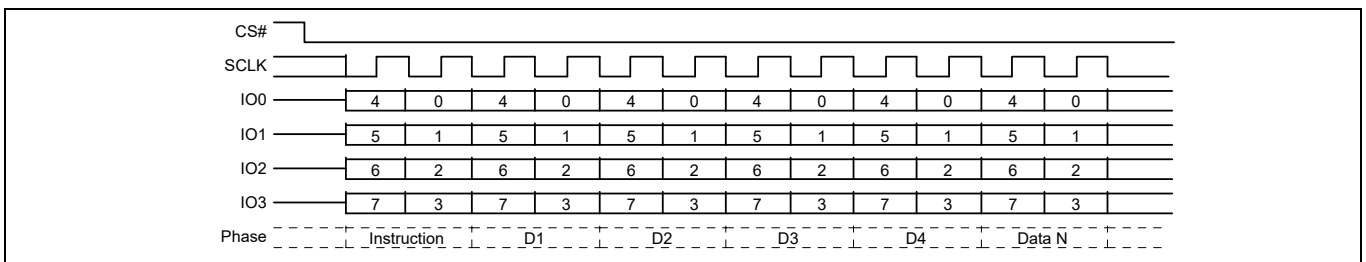 CS#
SCLK
IO0 4 0 4 0 4 0 4 0 4 0 4 0
IO1 5 1 5 1 5 1 5 1 5 1 5 1
IO2 6 2 6 2 6 2 6 2 6 2 6 2
IO3 7 3 7 3 7 3 7 3 7 3 7 3
Phase Instruction D1 D2 D3 D4 Data N